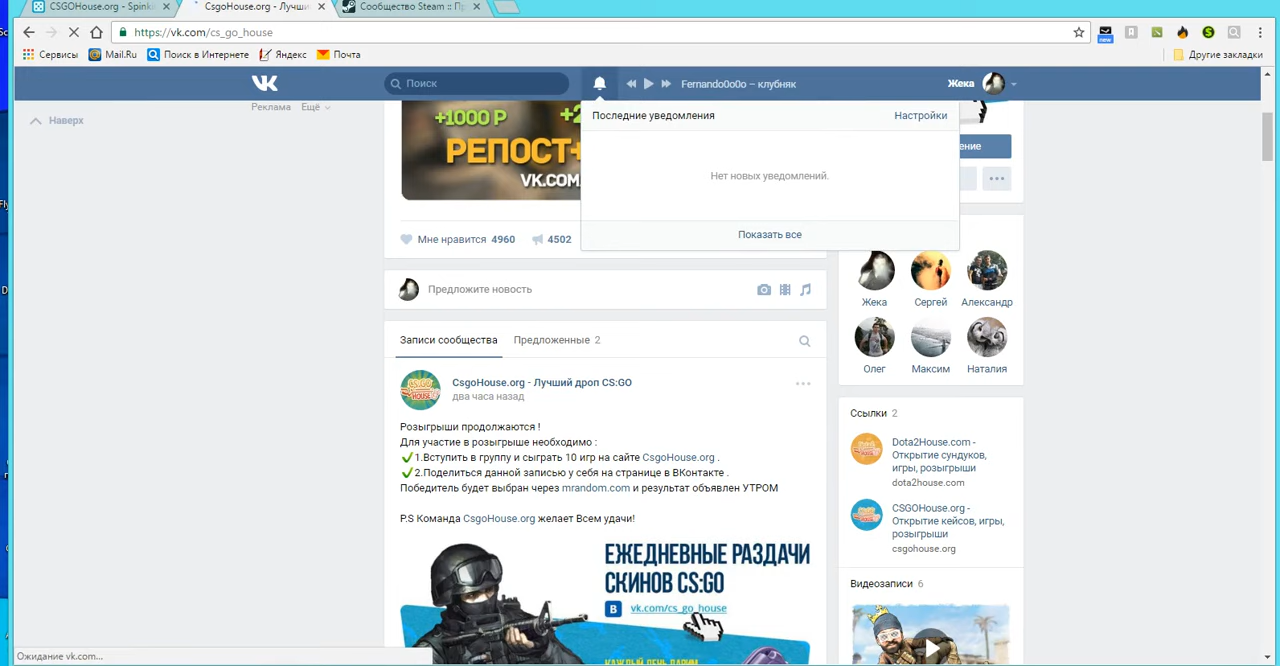 CSGOHouse.org - Spink
CsgoHouse.org - Лучши
Сообщество Steam :: П
https://vk.com/cs_go_house
new
Сервисы
Mail.Ru
Поиск в Интернете
Яндекс
Почта
Другие закладки
Поиск
Fernando0o0o – клубняк
Жека
Реклама Ещё
Наверх
+1000 Р
РЕПОСТ+
VK.COM
Последние уведомления
Настройки
Нет новых уведомлений.
Показать все
ение
Мне нравится 4960
4502
Предложите новость
Записи сообщества
Предложенные 2
CsgoHouse.org - Лучший дроп CS:GO
два часа назад
Розыгрыши продолжаются !
Для участие в розыгрыше необходимо :
1.Вступить в группу и сыграть 10 игр на сайте CsgoHouse.org .
2.Поделиться данной записью у себя на странице в ВКонтакте .
Победитель будет выбран через mrandom.com и результат объявлен УТРОМ
P.S Команда CsgoHouse.org желает Всем удачи!
ЕЖЕДНЕВНЫЕ РАЗДАЧИ
СКИНОВ CS:GO
B vk.com/cs_go_house
КАЖДЫЙ ДЕНЬ ДАРИМ
Жека
Сергей
Александр
Олег
Максим
Наталия
Ссылки 2
Dota2House.com -
Открытие сундуков,
игры, розыгрыши
dota2house.com
CSGOHouse.org -
Открытие кейсов, игры,
розыгрыши
csgohouse.org
Видеозаписи 6
Ожидание vk.com...